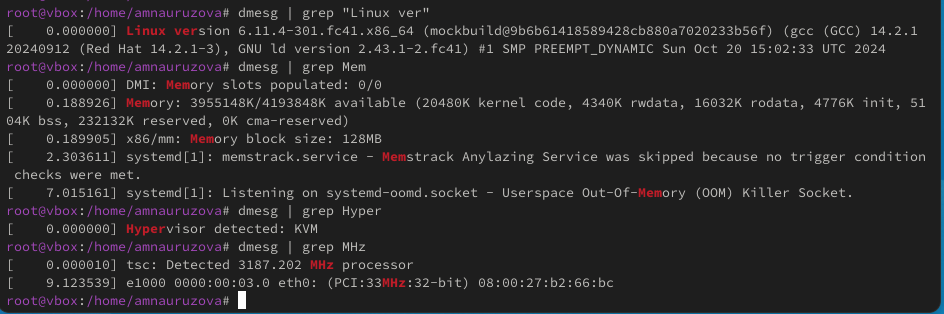 root@vbox:/home/amnauruzova# dmesg | grep "Linux ver"
[    0.000000] Linux version 6.11.4-301.fc41.x86_64 (mockbuild@9b6b61418589428cb880a7020233b56f) (gcc (GCC) 14.2.1
20240912 (Red Hat 14.2.1-3), GNU ld version 2.43.1-2.fc41) #1 SMP PREEMPT_DYNAMIC Sun Oct 20 15:02:33 UTC 2024
root@vbox:/home/amnauruzova# dmesg | grep Mem
[    0.000000] DMI: Memory slots populated: 0/0
[    0.188926] Memory: 3955148K/4193848K available (20480K kernel code, 4340K rwdata, 16032K rodata, 4776K init, 51
04K bss, 232132K reserved, 0K cma-reserved)
[    0.189905] x86/mm: Memory block size: 128MB
[    2.303611] systemd[1]: memstrack.service - Memstrack Anylazing Service was skipped because no trigger condition
 checks were met.
[    7.015161] systemd[1]: Listening on systemd-oomd.socket - Userspace Out-Of-Memory (OOM) Killer Socket.
root@vbox:/home/amnauruzova# dmesg | grep Hyper
[    0.000000] Hypervisor detected: KVM
root@vbox:/home/amnauruzova# dmesg | grep MHz
[    0.000010] tsc: Detected 3187.202 MHz processor
[    9.123539] e1000 0000:00:03.0 eth0: (PCI:33MHz:32-bit) 08:00:27:b2:66:bc
root@vbox:/home/amnauruzova#